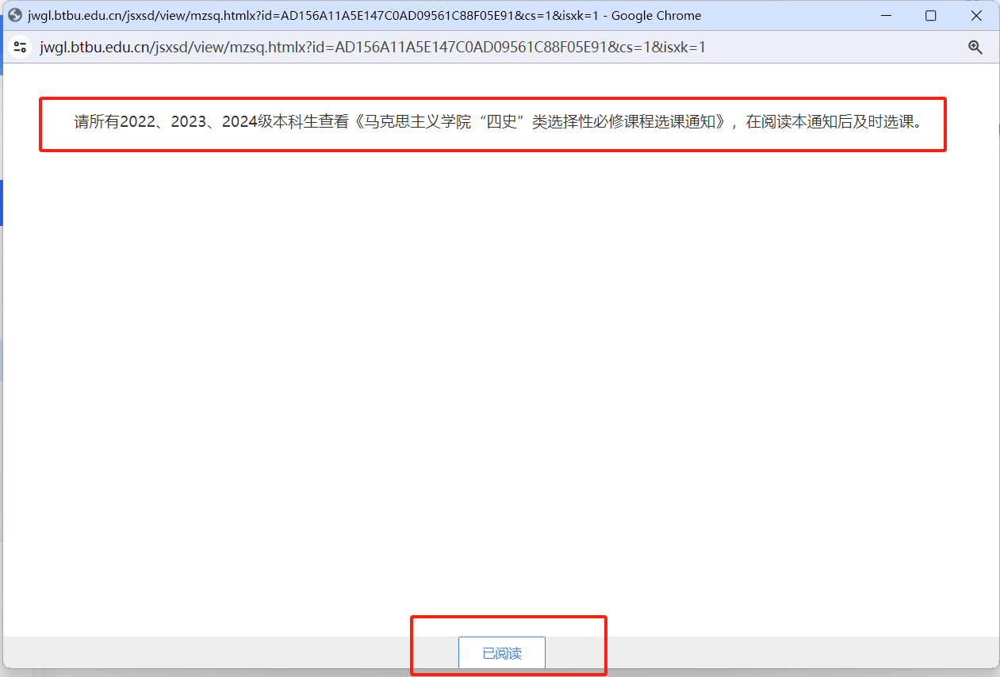 jwgl.btbu.edu.cn/jsxsd/view/mzsq.htmlx?id=AD156A11A5E147C0AD09561C88F05E91&cs=1&isxk=1 - Google Chrome
jwgl.btbu.edu.cn/jsxsd/view/mzsq.htmlx?id=AD156A11A5E147C0AD09561C88F05E91&cs=1&isxk=1
请所有2022、2023、2024级本科生查看《马克思主义学院“四史”类选择性必修课程选课通知》，在阅读本通知后及时选课。
已阅读